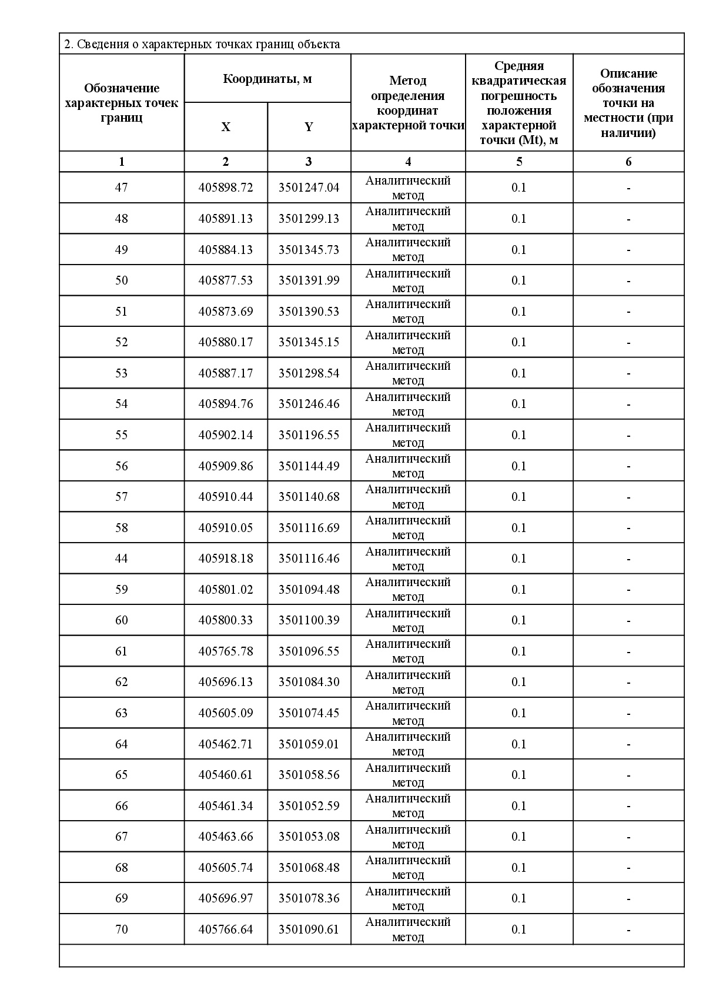 2. Сведения о характерных точках границ объекта
Обозначение
характерных точек
границ
Координаты, м
X
Y
Метод
определения
координат
характерной точки
Средняя
квадратическая
погрешность
положения
характерной
точки (Mt), м
Описание
обозначения
точки на
местности (при
наличии)
1 2 3 4 5 6
47 405898.72 3501247.04 Аналитический
метод 0.1 -
48 405891.13 3501299.13 Аналитический
метод 0.1 -
49 405884.13 3501345.73 Аналитический
метод 0.1 -
50 405877.53 3501391.99 Аналитический
метод 0.1 -
51 405873.69 3501390.53 Аналитический
метод 0.1 -
52 405880.17 3501345.15 Аналитический
метод 0.1 -
53 405887.17 3501298.54 Аналитический
метод 0.1 -
54 405894.76 3501246.46 Аналитический
метод 0.1 -
55 405902.14 3501196.55 Аналитический
метод 0.1 -
56 405909.86 3501144.49 Аналитический
метод 0.1 -
57 405910.44 3501140.68 Аналитический
метод 0.1 -
58 405910.05 3501116.69 Аналитический
метод 0.1 -
44 405918.18 3501116.46 Аналитический
метод 0.1 -
59 405801.02 3501094.48 Аналитический
метод 0.1 -
60 405800.33 3501100.39 Аналитический
метод 0.1 -
61 405765.78 3501096.55 Аналитический
метод 0.1 -
62 405696.13 3501084.30 Аналитический
метод 0.1 -
63 405605.09 3501074.45 Аналитический
метод 0.1 -
64 405462.71 3501059.01 Аналитический
метод 0.1 -
65 405460.61 3501058.56 Аналитический
метод 0.1 -
66 405461.34 3501052.59 Аналитический
метод 0.1 -
67 405463.66 3501053.08 Аналитический
метод 0.1 -
68 405605.74 3501068.48 Аналитический
метод 0.1 -
69 405696.97 3501078.36 Аналитический
метод 0.1 -
70 405766.64 3501090.61 Аналитический
метод 0.1 -